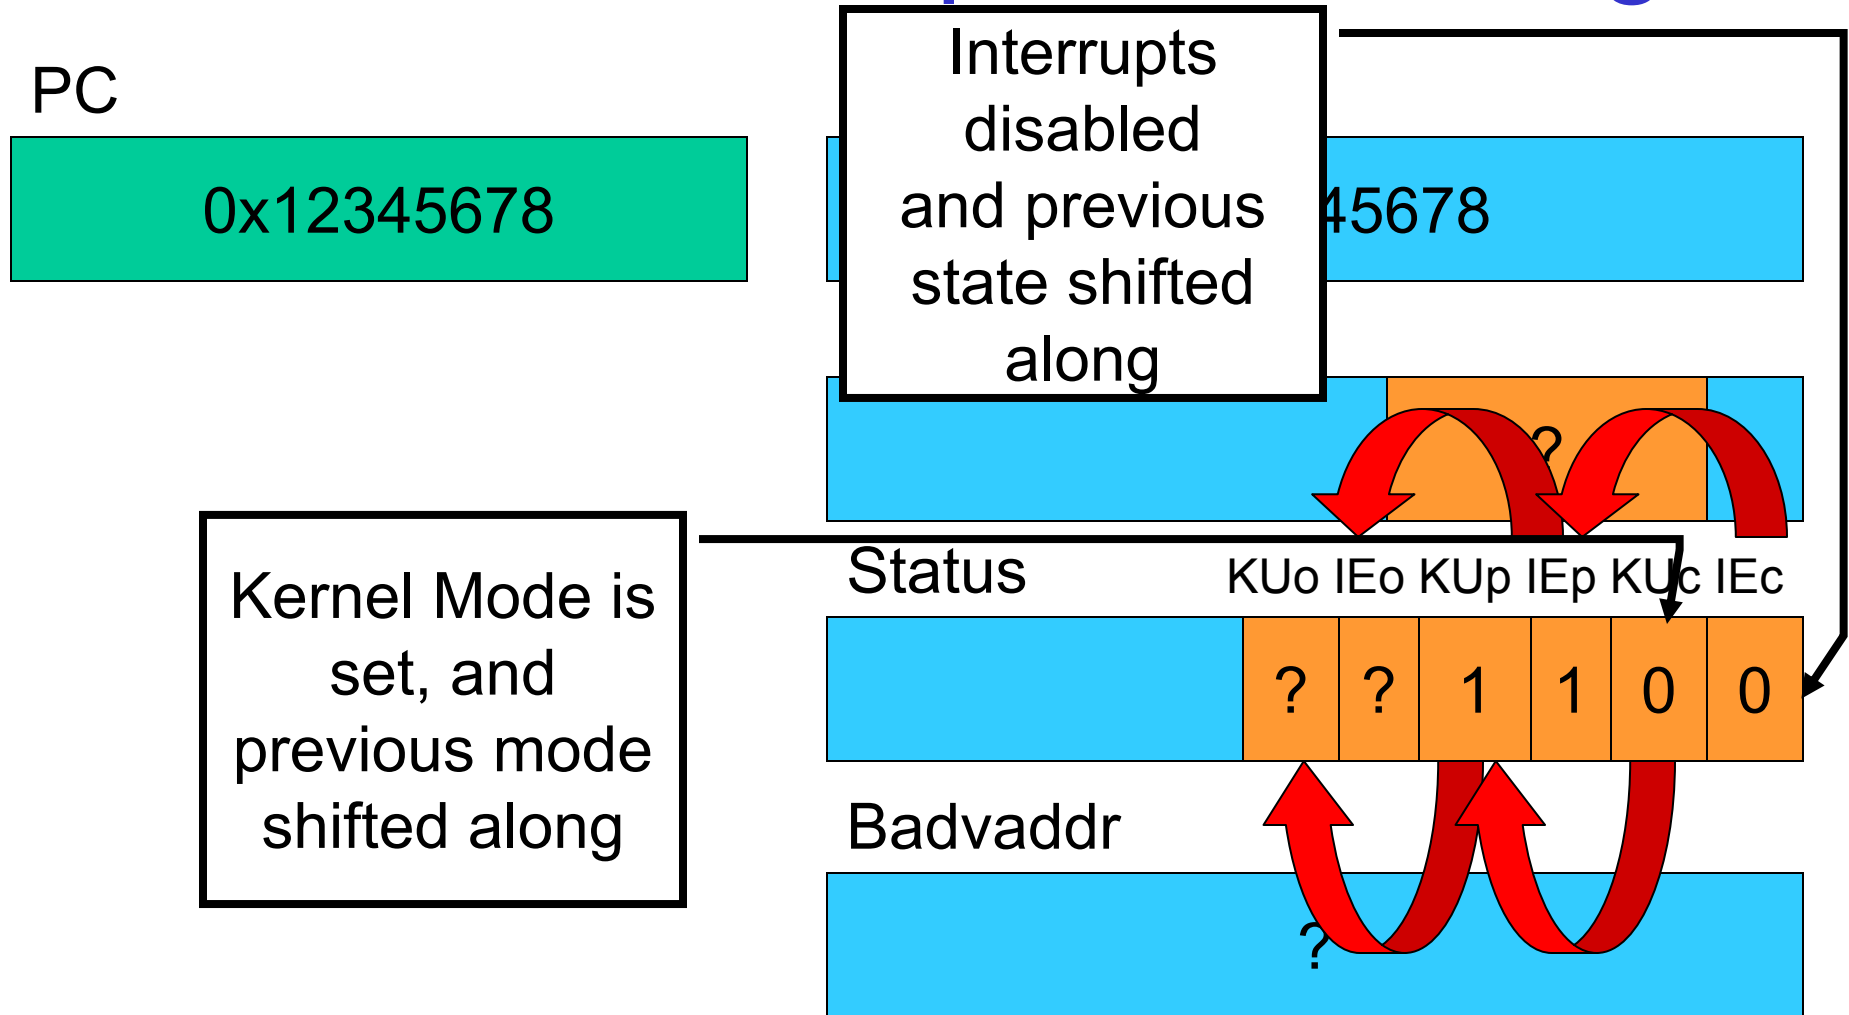 PC
0x12345678
Interrupts
disabled
and previous
state shifted
along
45678
?
Kernel Mode is
set, and
previous mode
shifted along
Status
KUo IEo KUp IEp KUc IEc
? ? 1 1 0 0
Badvaddr
?